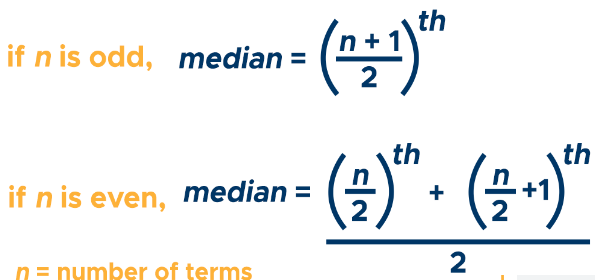 if n is odd, median = ((n + 1)/2)^th
if n is even, median = ((n/2)^th + (n/2 +1)^th)/2
n = number of terms